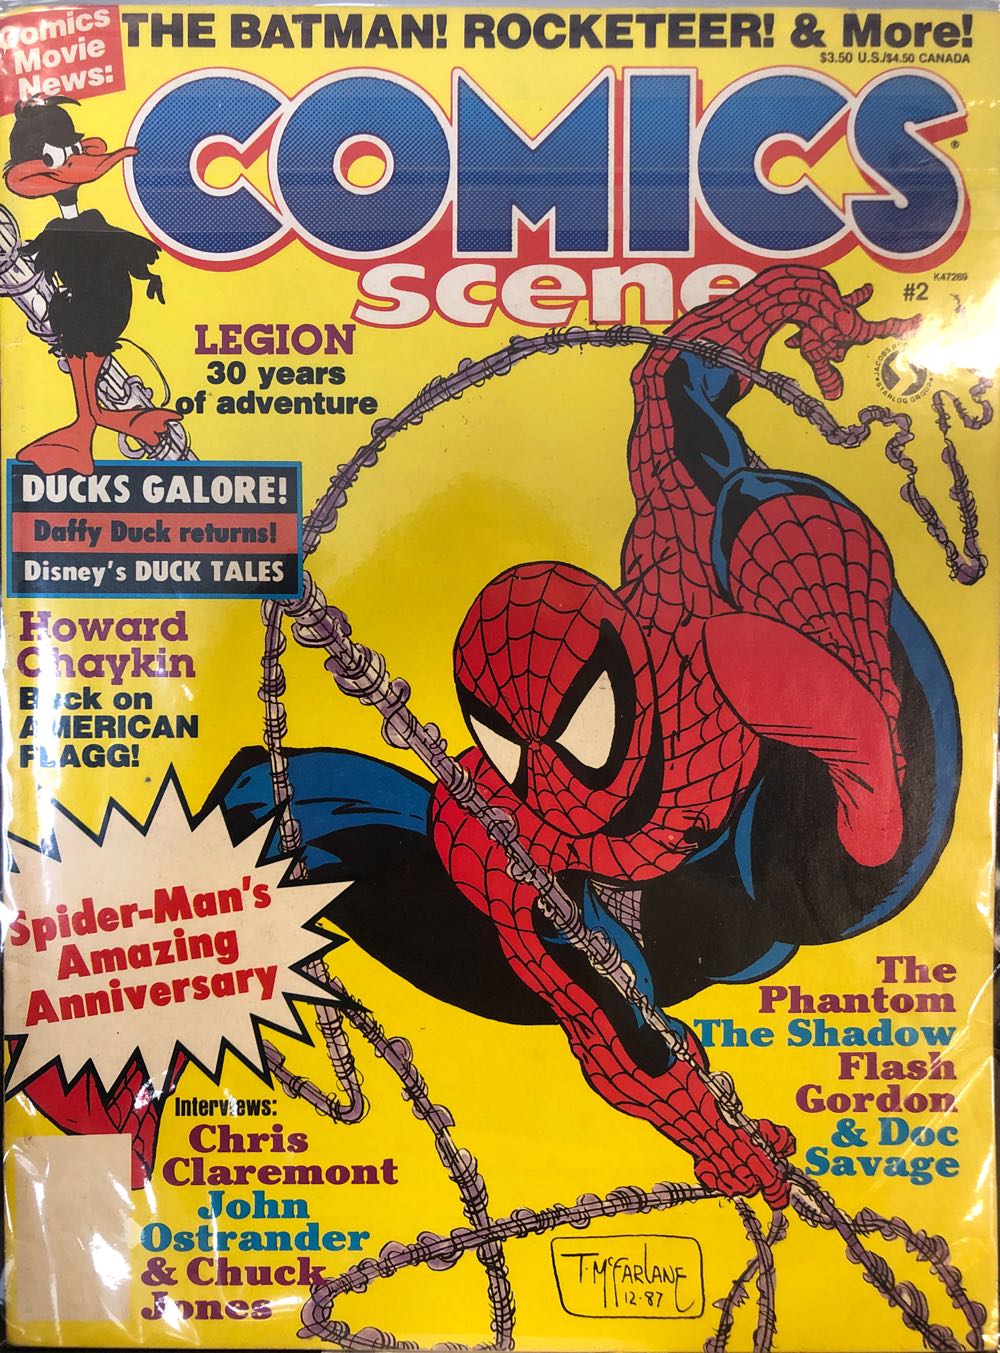 Comics
Movie
News:
THE BATMAN! ROCKETEER! & More!
$3.50 U.S./$4.50 CANADA
COMICS
scene
®
K47269
#2
LEGION
30 years
of adventure
DUCKS GALORE!
Daffy Duck returns!
Disney's DUCK TALES
Howard
Chaykin
Back on
AMERICAN
FLAGG!
Spider-Man's
Amazing
Anniversary
The
Phantom
The Shadow
Flash
Gordon
& Doc
Savage
Interviews:
Chris
Claremont
John
Ostrander
& Chuck
Jones
T·McFARLANE
12·87